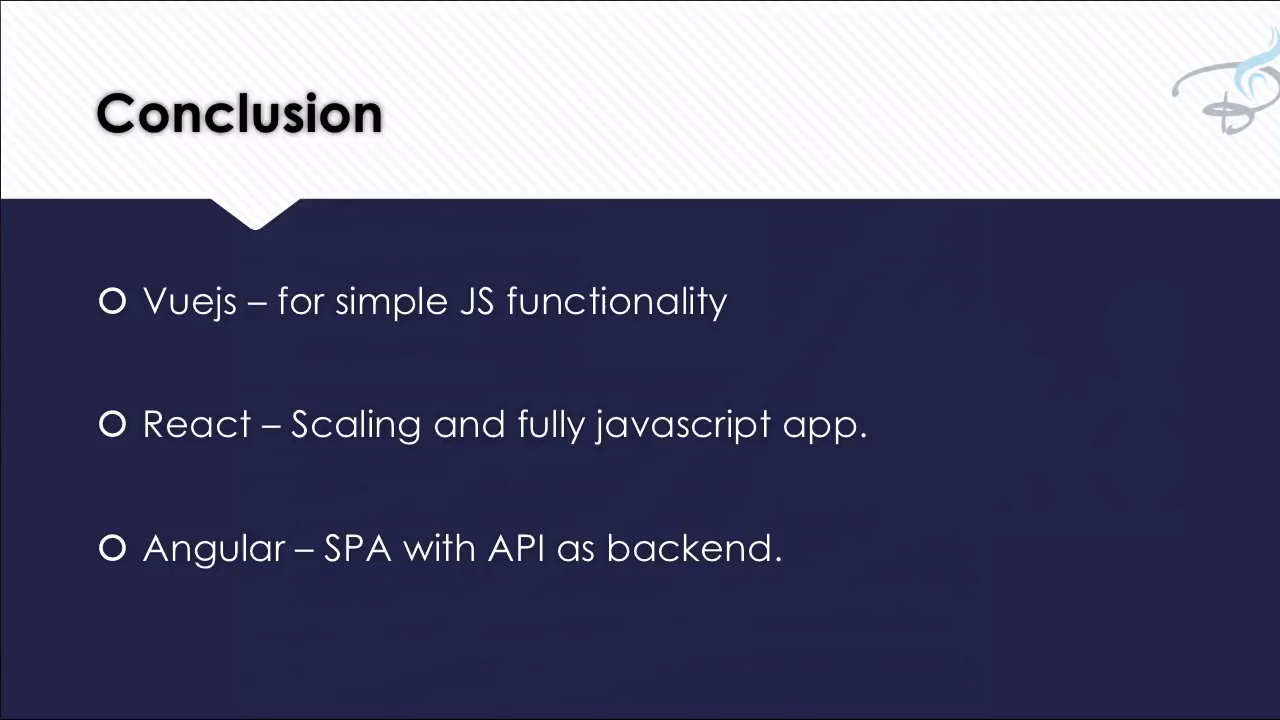 Conclusion
Vuejs – for simple JS functionality
React – Scaling and fully javascript app.
Angular – SPA with API as backend.